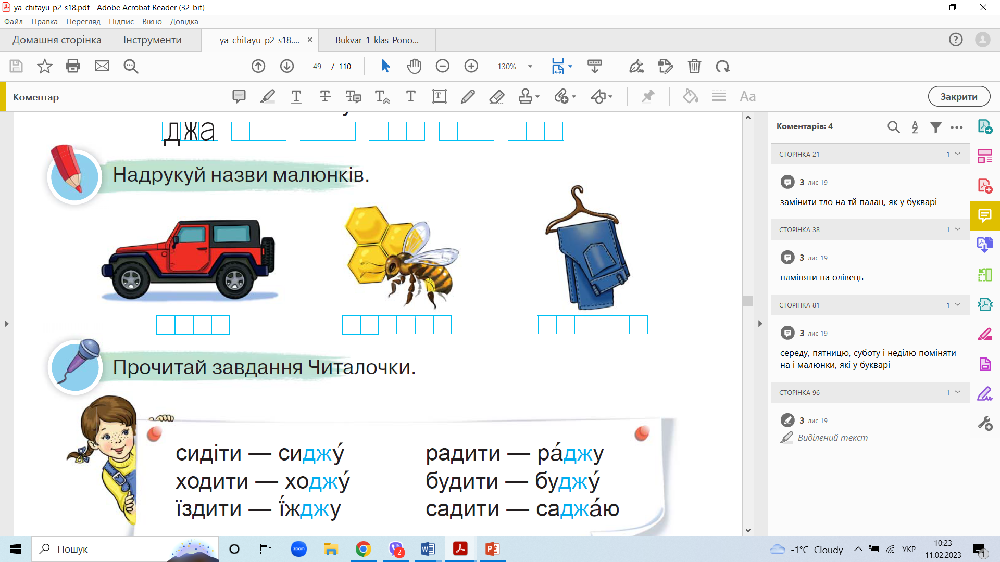 ya-chitayu-p2_s18.pdf - Adobe Acrobat Reader (32-bit)
Файл Правка Перегляд Підпис Вікно Довідка
Домашня сторінка Інструменти ya-chitayu-p2_s18.... × Bukvar-1-klas-Pono...
49 / 110 130%
Коментар Закрити
джа
Надрукуй назви малюнків.
Прочитай завдання Читалочки.
сидіти — сиджу́
ходити — ходжу́
їздити — ї́жджу
радити — ра́джу
будити — буджу́
садити — саджа́ю
Коментарів: 4
СТОРІНКА 21 1
3 лис 19
замінити тло на тй палац, як у букварі
СТОРІНКА 38 1
3 лис 19
плміняти на олівець
СТОРІНКА 81 1
3 лис 19
середу, пятницю, суботу і неділю поміняти
на і малюнки, які у букварі
СТОРІНКА 96 1
3 лис 19
Виділений текст
Пошук
zoom
2
-1°C Cloudy
УКР
10:23
11.02.2023
1